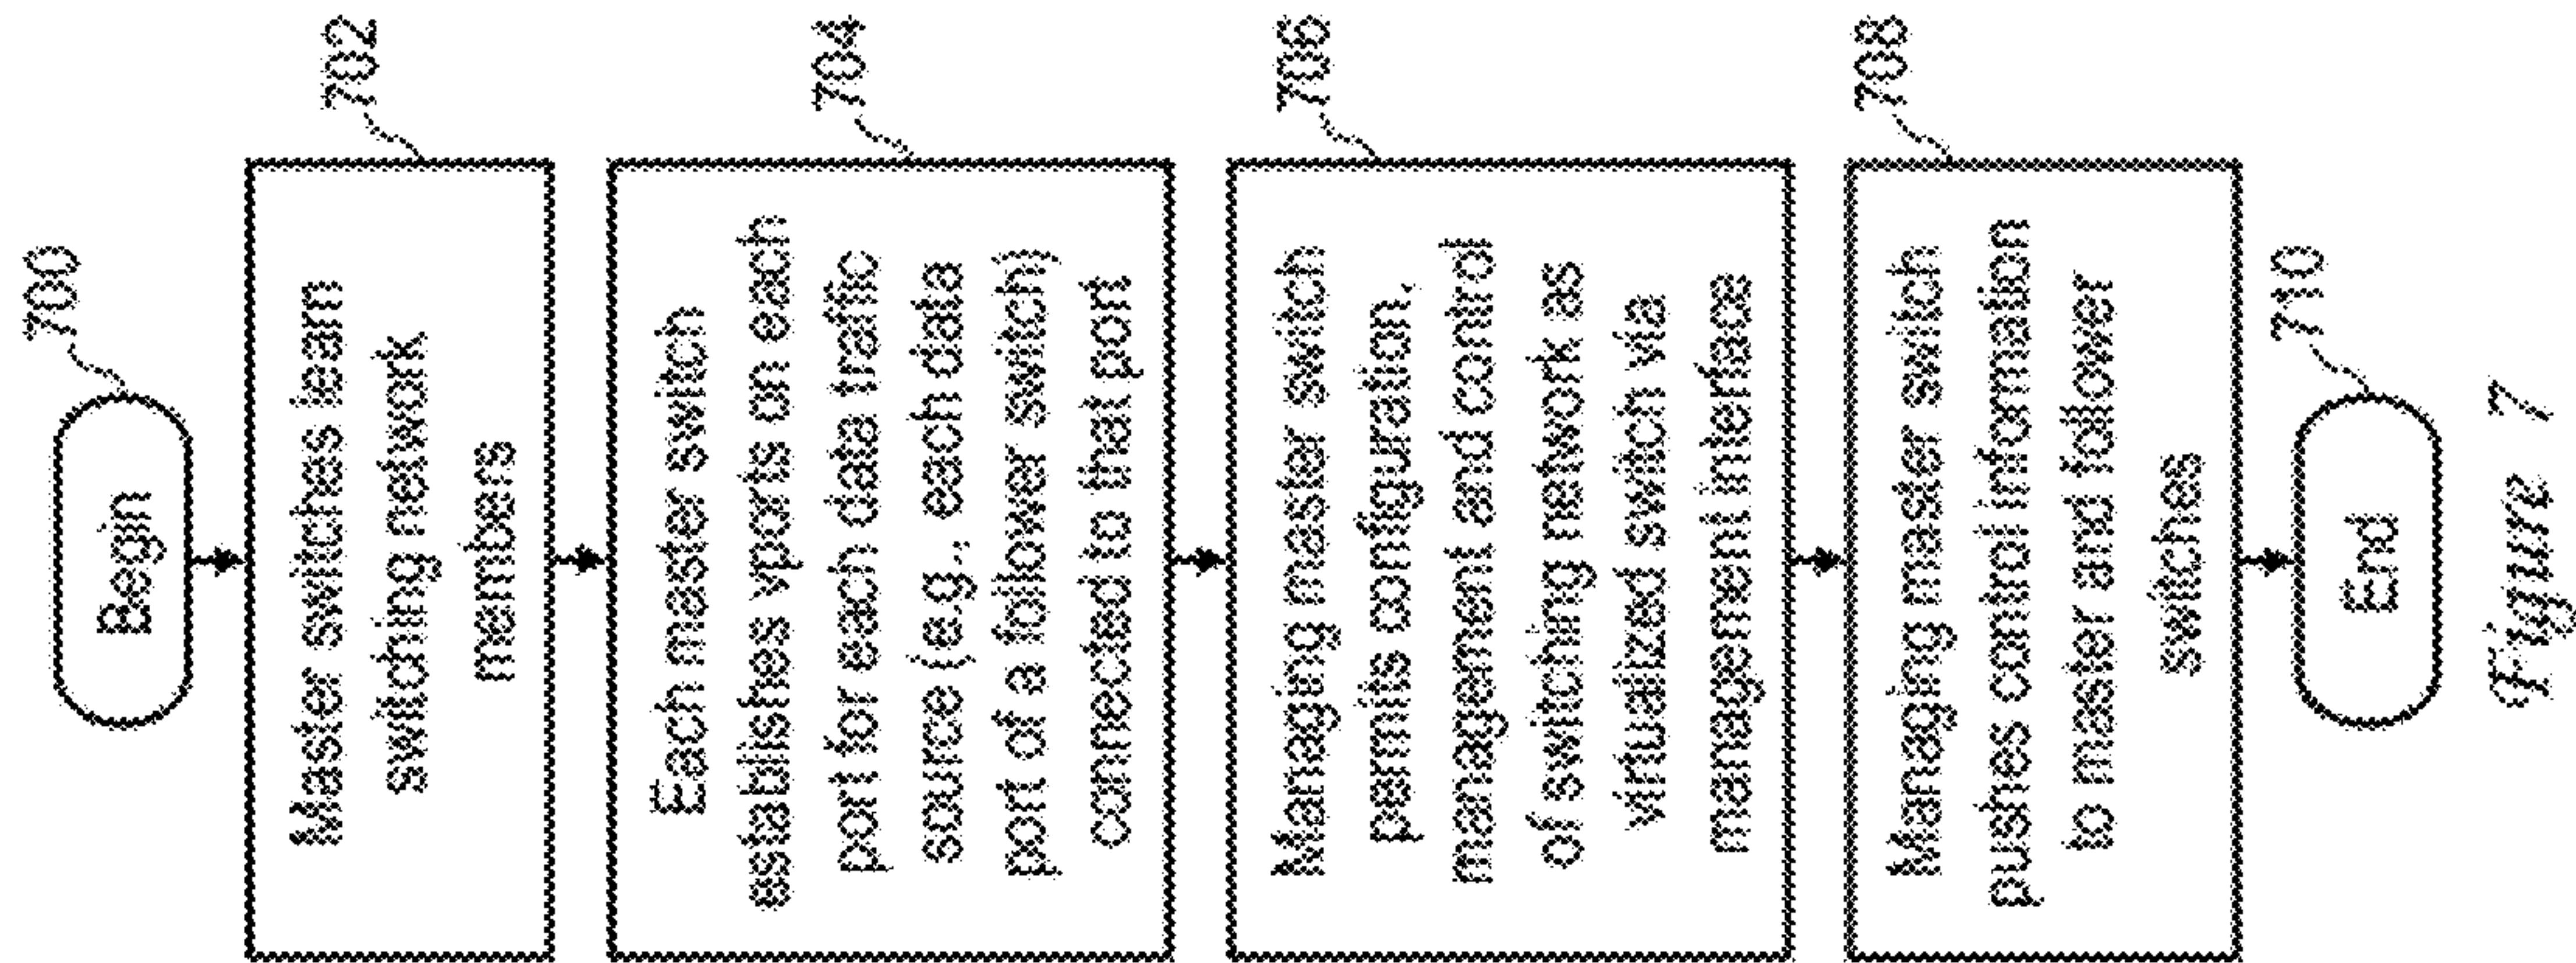 700
Begin
702
Master switches learn
switching network
members
704
Each master switch
establishes vports on each
port for each data traffic
source (e.g., each data
port of a follower switch)
connected to that port
706
Managing master switch
permits configuration,
management and control
of switching network as
virtualized switch via
management interface
708
Managing master switch
pushes control information
to master and follower
switches
710
End
Figure 7